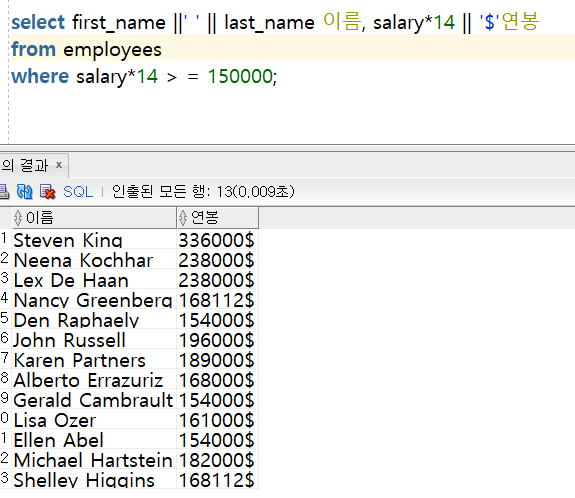 select first_name ||' ' || last_name 이름, salary*14 || '$'연봉
from employees
where salary*14 > = 150000;
의 결과 ×
SQL | 인출된 모든 행: 13(0,009초)
이름 연봉
1 Steven King 336000$
2 Neena Kochhar 238000$
3 Lex De Haan 238000$
4 Nancy Greenberg 168112$
5 Den Raphaely 154000$
6 John Russell 196000$
7 Karen Partners 189000$
8 Alberto Errazuriz 168000$
9 Gerald Cambrault 154000$
0 Lisa Ozer 161000$
1 Ellen Abel 154000$
2 Michael Hartstein 182000$
3 Shelley Higgins 168112$